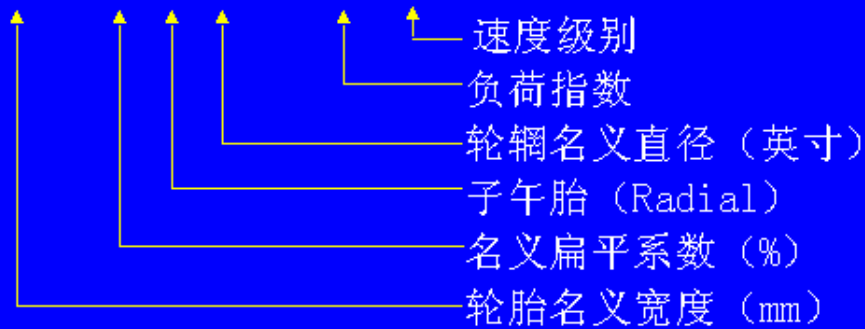 速度级别
负荷指数
轮辋名义直径（英寸）
子午胎（Radial）
名义扁平系数（%）
轮胎名义宽度（mm）